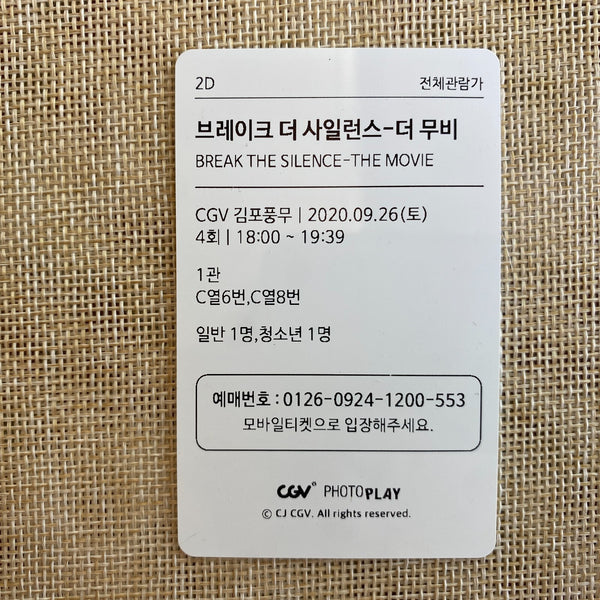 2D 전체관람가
브레이크 더 사일런스-더 무비
BREAK THE SILENCE-THE MOVIE
CGV 김포풍무 | 2020.09.26(토)
4회 | 18:00 ~ 19:39
1관
C열6번,C열8번
일반 1명,청소년 1명
예매번호 : 0126-0924-1200-553
모바일티켓으로 입장해주세요.
CGV PHOTOPLAY
© CJ CGV. All rights reserved.